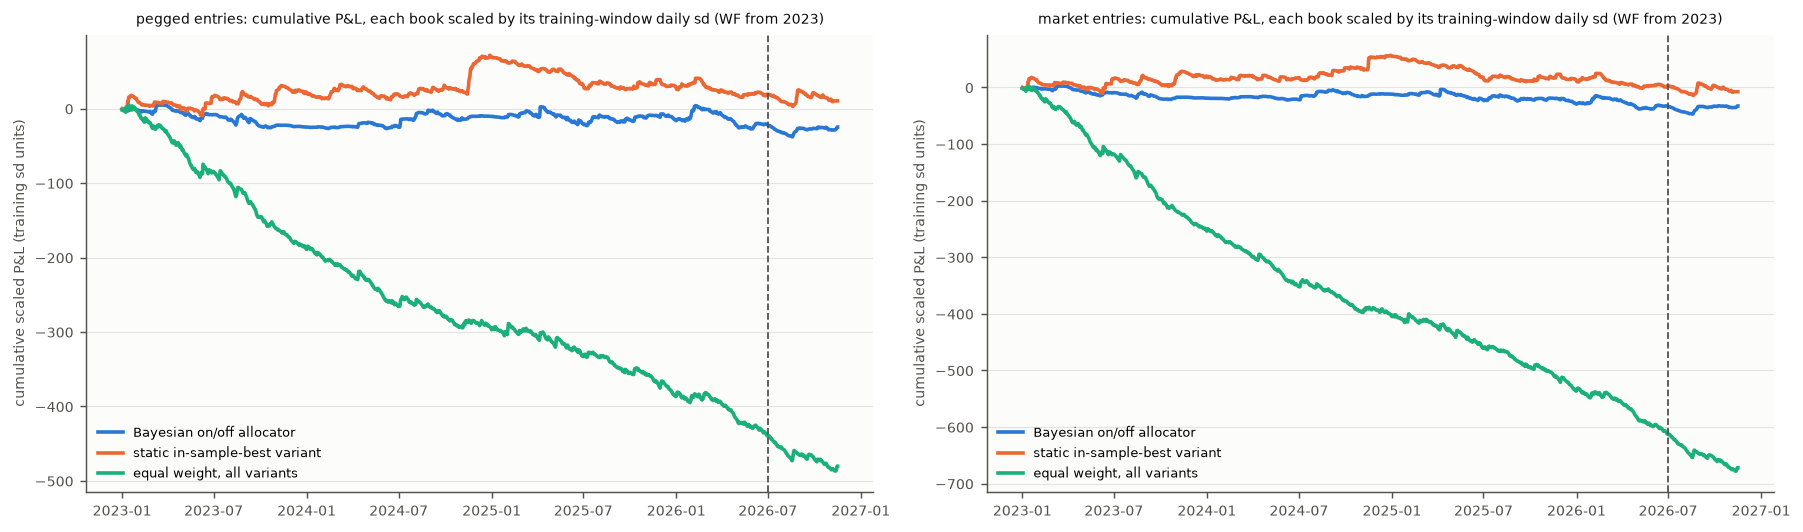 pegged entries: cumulative P&L, each book scaled by its training-window daily sd (WF from 2023)
cumulative scaled P&L (training sd units)
0
−100
−200
−300
−400
−500
Bayesian on/off allocator
static in-sample-best variant
equal weight, all variants
2023-01 2023-07 2024-01 2024-07 2025-01 2025-07 2026-01 2026-07 2027-01
market entries: cumulative P&L, each book scaled by its training-window daily sd (WF from 2023)
cumulative scaled P&L (training sd units)
0
−100
−200
−300
−400
−500
−600
−700
Bayesian on/off allocator
static in-sample-best variant
equal weight, all variants
2023-01 2023-07 2024-01 2024-07 2025-01 2025-07 2026-01 2026-07 2027-01